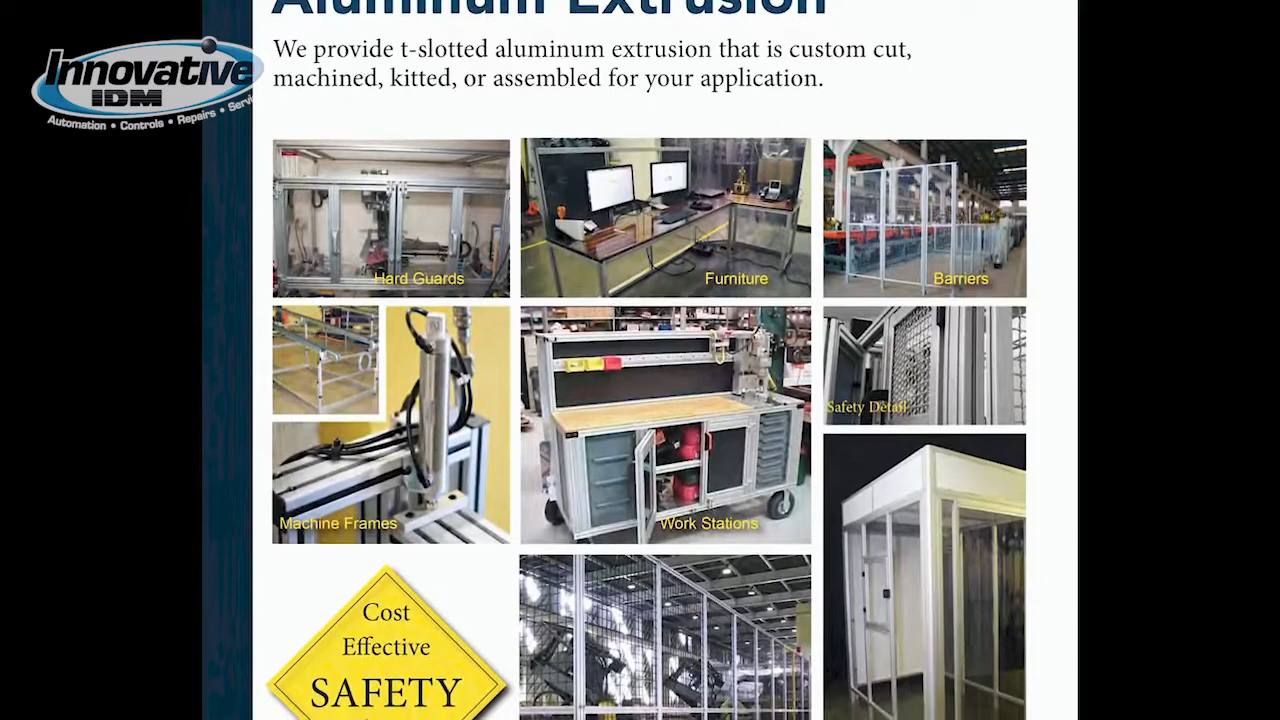 Aluminum Extrusion
We provide t-slotted aluminum extrusion that is custom cut,
machined, kitted, or assembled for your application.
Innovative
IDM
Automation • Controls • Repairs • Servi
Hard Guards
Furniture
Barriers
Safety Detail
Machine Frames
Work Stations
Cost
Effective
SAFETY